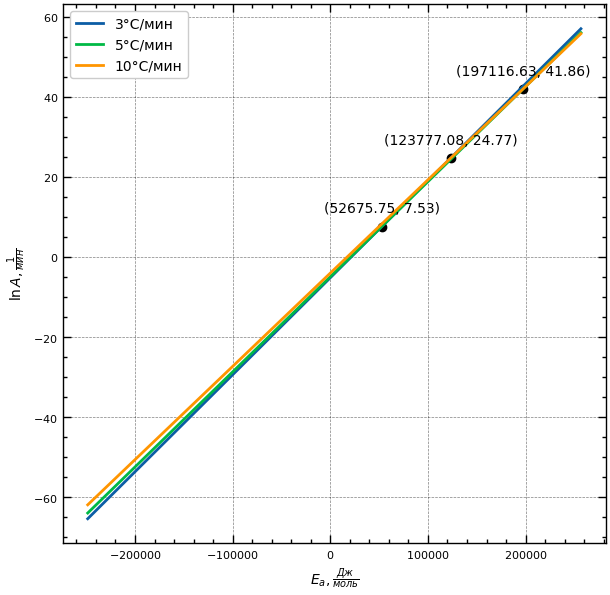 3°C/мин
5°C/мин
10°C/мин
(197116.63, 41.86)
(123777.08, 24.77)
(52675.75, 7.53)
60
40
20
0
−20
−40
−60
ln A, 1/мин
−200000 −100000 0 100000 200000
E_a, Дж/моль